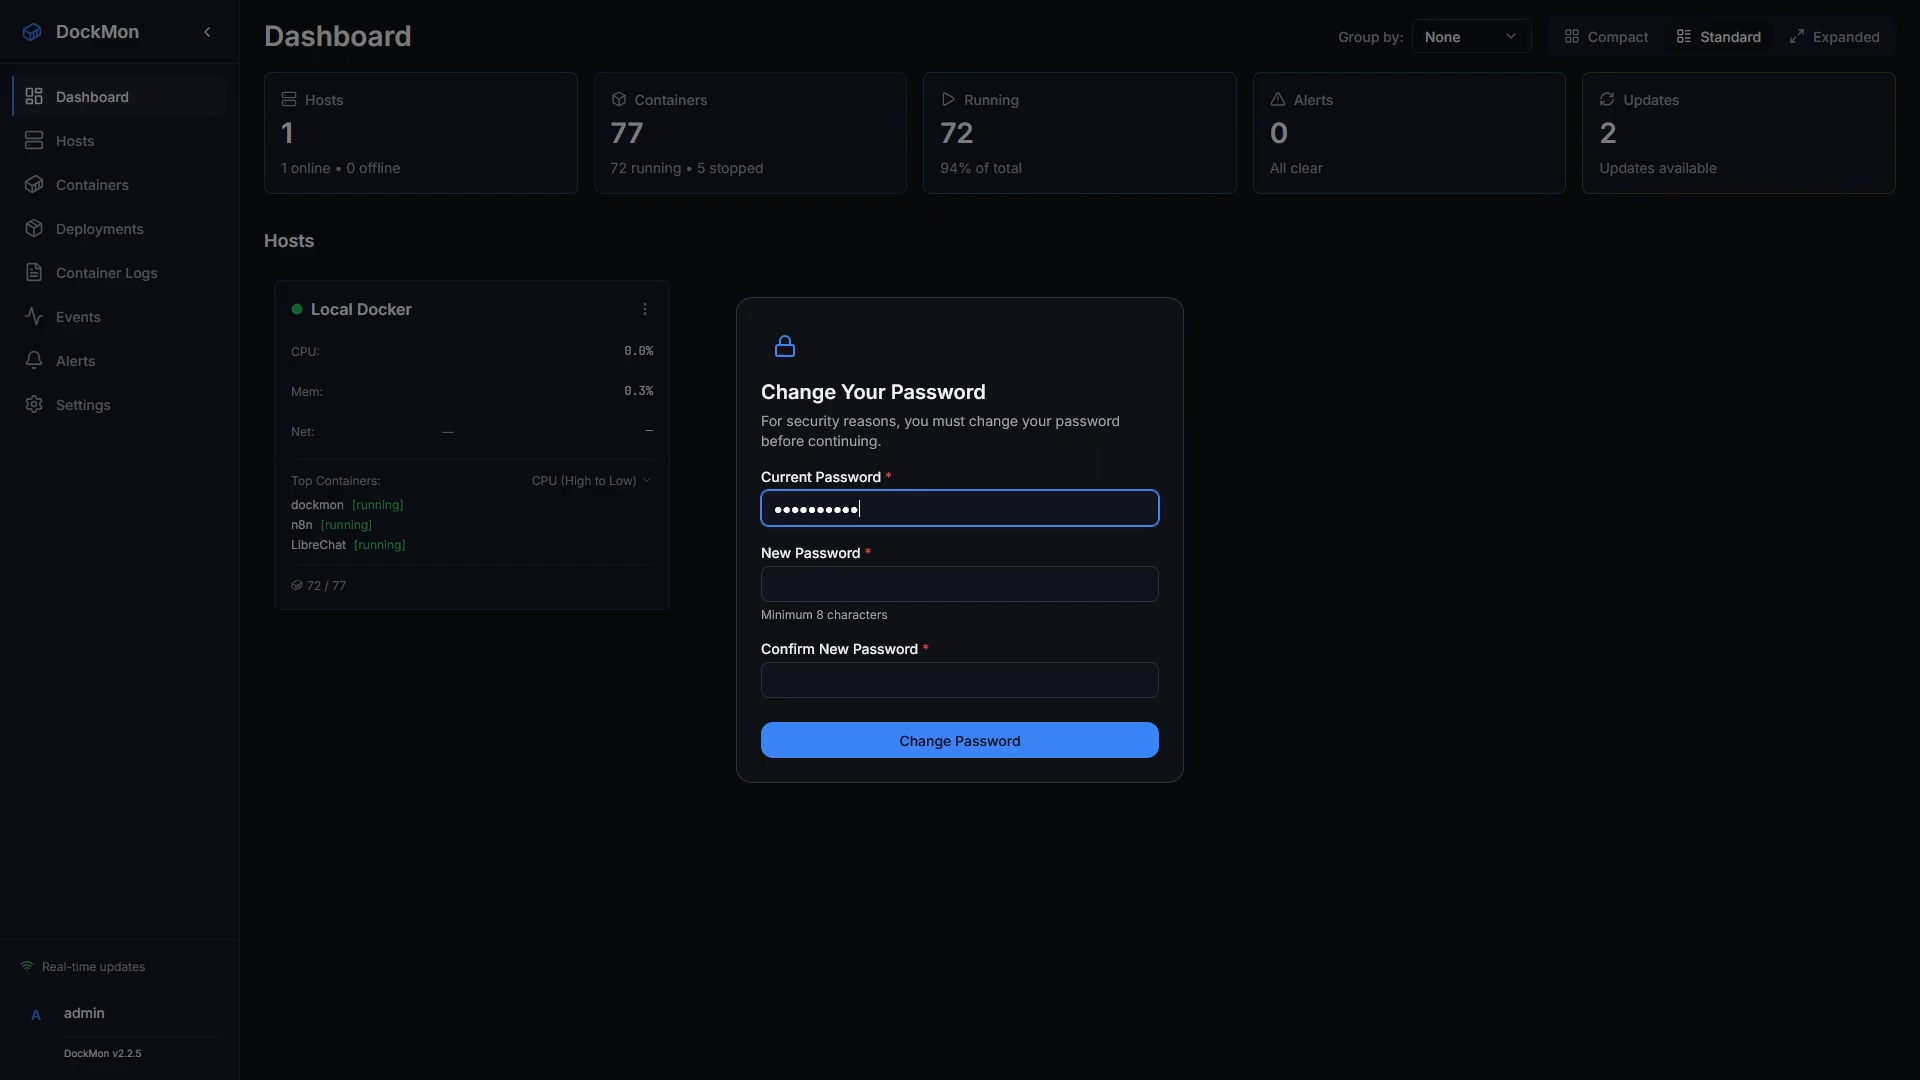 DockMon
Dashboard
Hosts
Containers
Deployments
Container Logs
Events
Alerts
Settings
Real-time updates
A
admin
DockMon v2.2.5
Dashboard
Group by:
None
Compact
Standard
Expanded
Hosts
1
1 online • 0 offline
Containers
77
72 running • 5 stopped
Running
72
94% of total
Alerts
0
All clear
Updates
2
Updates available
Hosts
Local Docker
CPU:
0.0%
Mem:
0.3%
Net:
—
—
Top Containers:
CPU (High to Low)
dockmon [running]
n8n [running]
LibreChat [running]
72 / 77
Change Your Password
For security reasons, you must change your password
before continuing.
Current Password *
••••••••••
New Password *
Minimum 8 characters
Confirm New Password *
Change Password